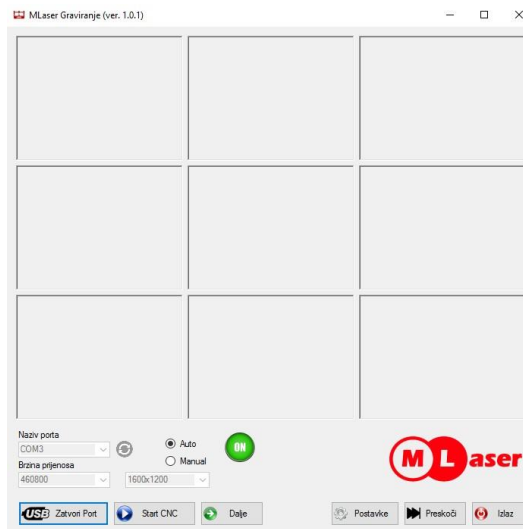 MLaser Graviranje (ver. 1.0.1)
Naziv porta
COM3
Auto
ON
Manual
Brzina prijenosa
460800
1600x1200
M Laser
USB Zatvori Port
Start CNC
Dalje
Postavke
Preskoči
Izlaz